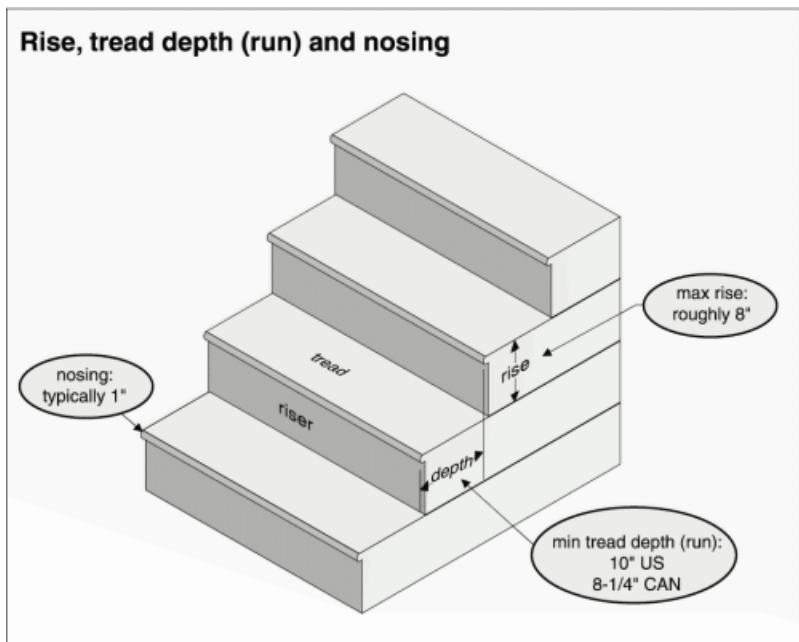 Rise, tread depth (run) and nosing
max rise:
roughly 8"
rise
tread
nosing:
typically 1"
riser
depth
min tread depth (run):
10" US
8-1/4" CAN